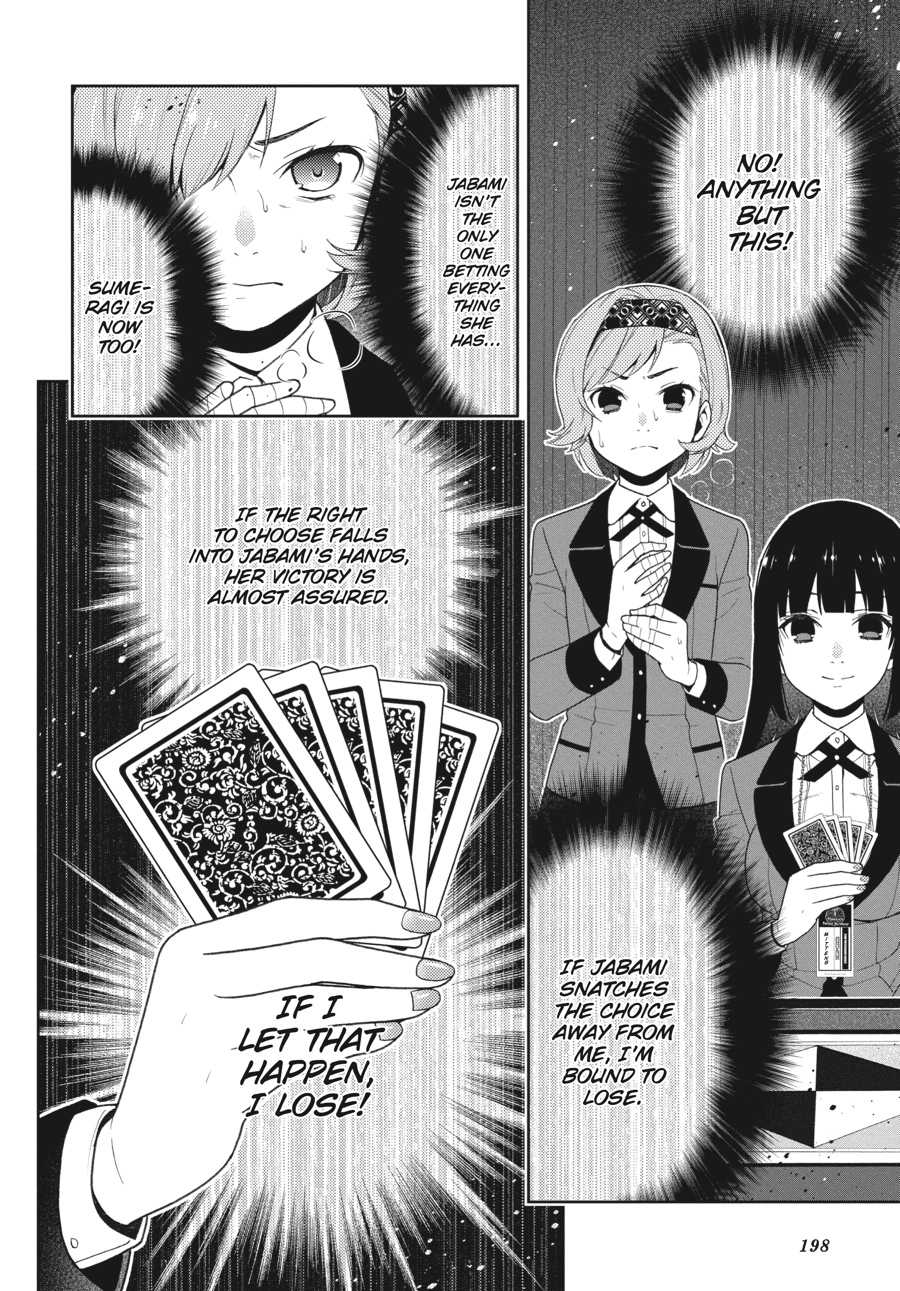 NO!
ANYTHING
BUT
THIS!
IF JABAMI
SNATCHES
THE CHOICE
AWAY FROM
ME, I'M
BOUND TO
LOSE.
JABAMI
ISN'T
THE
ONLY
ONE
BETTING
EVERY-
THING
SHE
HAS...
SUME-
RAGI IS
NOW
TOO!
IF THE RIGHT
TO CHOOSE FALLS
INTO JABAMI'S HANDS,
HER VICTORY IS
ALMOST ASSURED.
IF I
LET THAT
HAPPEN,
I LOSE!
198